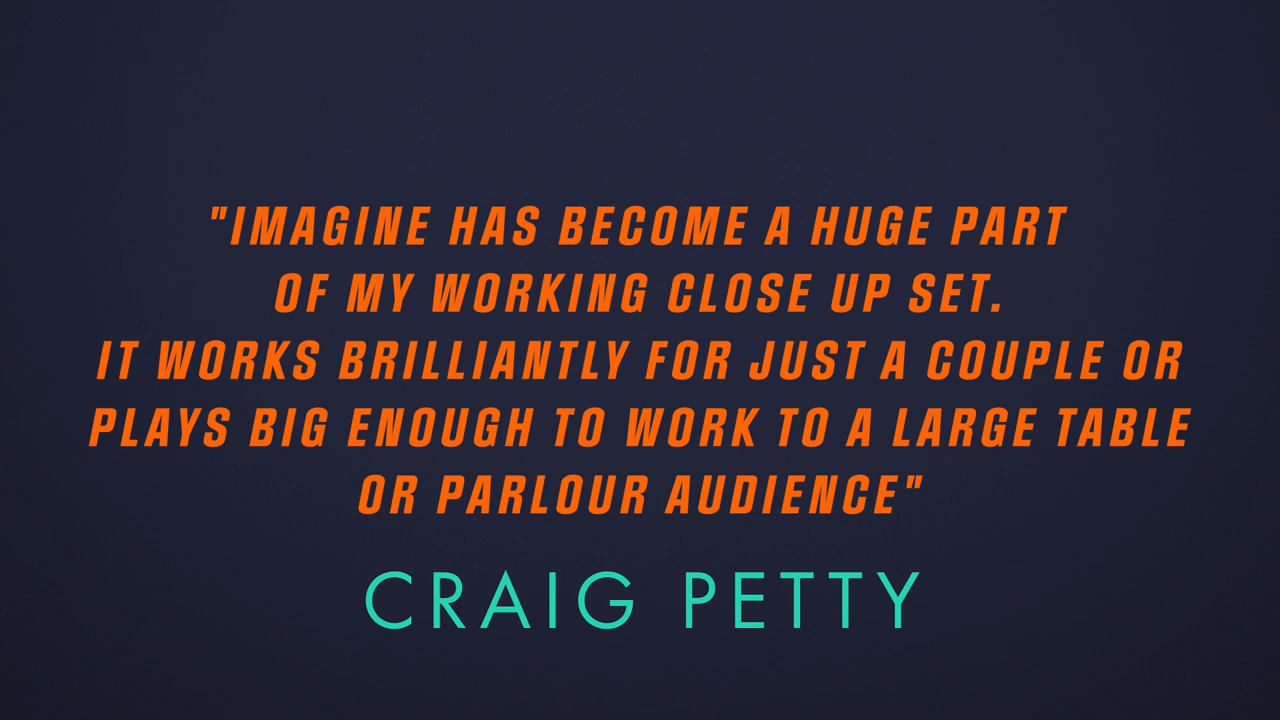 "IMAGINE HAS BECOME A HUGE PART
OF MY WORKING CLOSE UP SET.
IT WORKS BRILLIANTLY FOR JUST A COUPLE OR
PLAYS BIG ENOUGH TO WORK TO A LARGE TABLE
OR PARLOUR AUDIENCE"
CRAIG PETTY